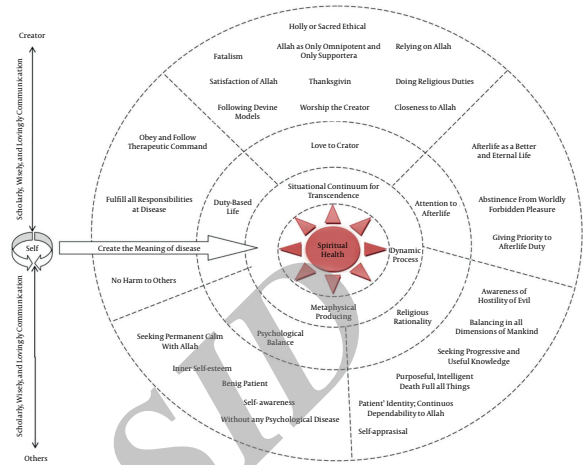 Creator
Scholarly, Wisely, and Lovingly Communication
Self
Scholarly, Wisely, and Lovingly Communication
Others
Create the Meaning of disease
Holly or Sacred Ethical
Fatalism
Allah as Only Omnipotent and
Only Supportera
Relying on Allah
Satisfaction of Allah
Thanksgivin
Doing Religious Duties
Following Devine
Models
Worship the Creator
Closeness to Allah
Obey and Follow
Therapeutic Command
Love to Crator
Afterlife as a Better
and Eternal Life
Situational Continuum for
Transcendence
Fulfill all Responsibilities
at Disease
Duty-Based
Life
Attention to
Afterlife
Abstinence From Worldly
Forbidden Pleasure
Spiritual
Health
Dynamic
Process
Giving Priority to
Afterlife Duty
No Harm to Others
Metaphysical
Producing
Religious
Rationality
Awareness of
Hostility of Evil
Balancing in all
Dimensions of Mankind
Seeking Permanent Calm
With Allah
Psychological
Balance
Seeking Progressive and
Useful Knowledge
Inner Self-esteem
Benig Patient
Purposeful, Intelligent
Death Full all Things
Self- awareness
Patient' Identity; Continuos
Dependability to Allah
Without any Psychological Disease
Self-appraisal
SID